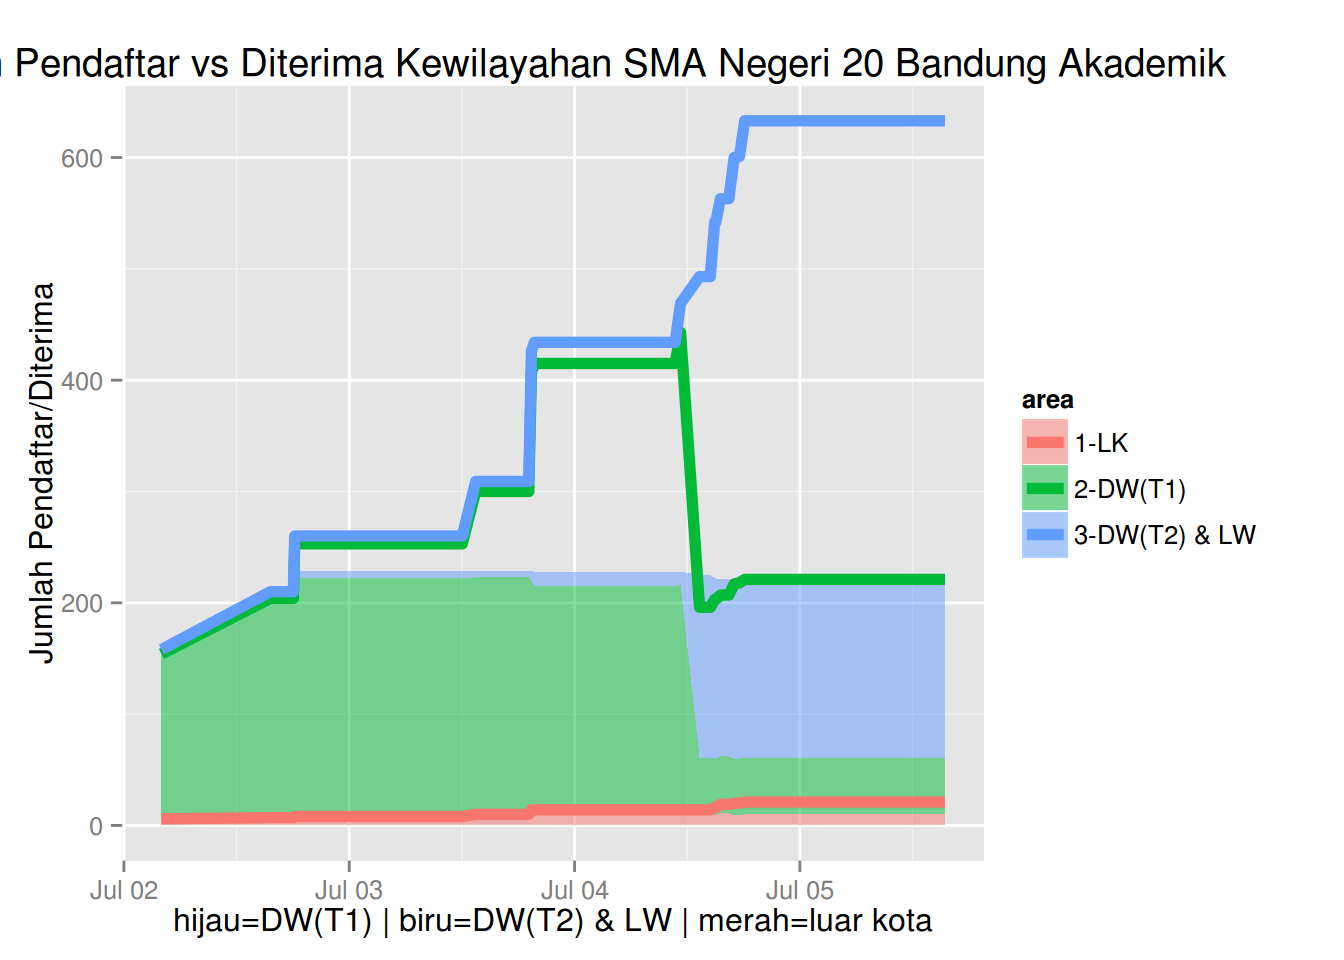 Pendaftar vs Diterima Kewilayahan SMA Negeri 20 Bandung Akademik
Jumlah Pendaftar/Diterima
600
400
200
0
Jul 02
Jul 03
Jul 04
Jul 05
hijau=DW(T1) | biru=DW(T2) & LW | merah=luar kota
area
1-LK
2-DW(T1)
3-DW(T2) & LW